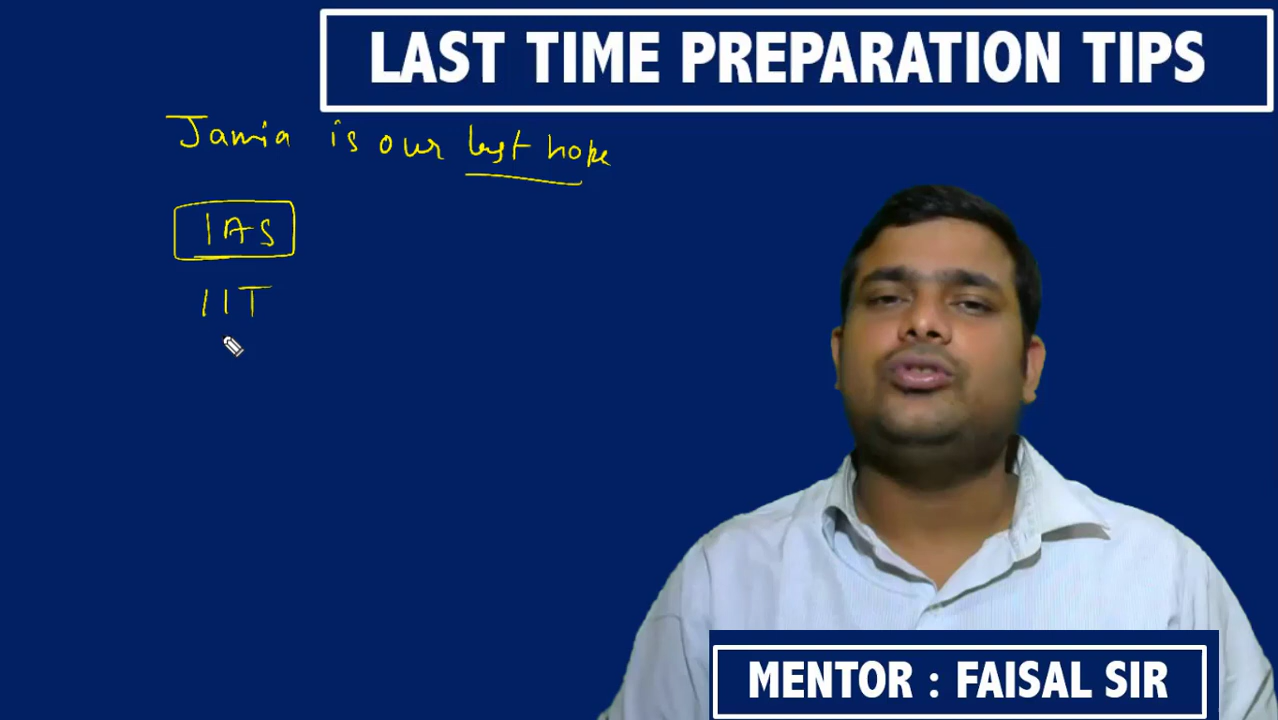 LAST TIME PREPARATION TIPS
Jamia is our last hope
IAS
IIT
MENTOR : FAISAL SIR